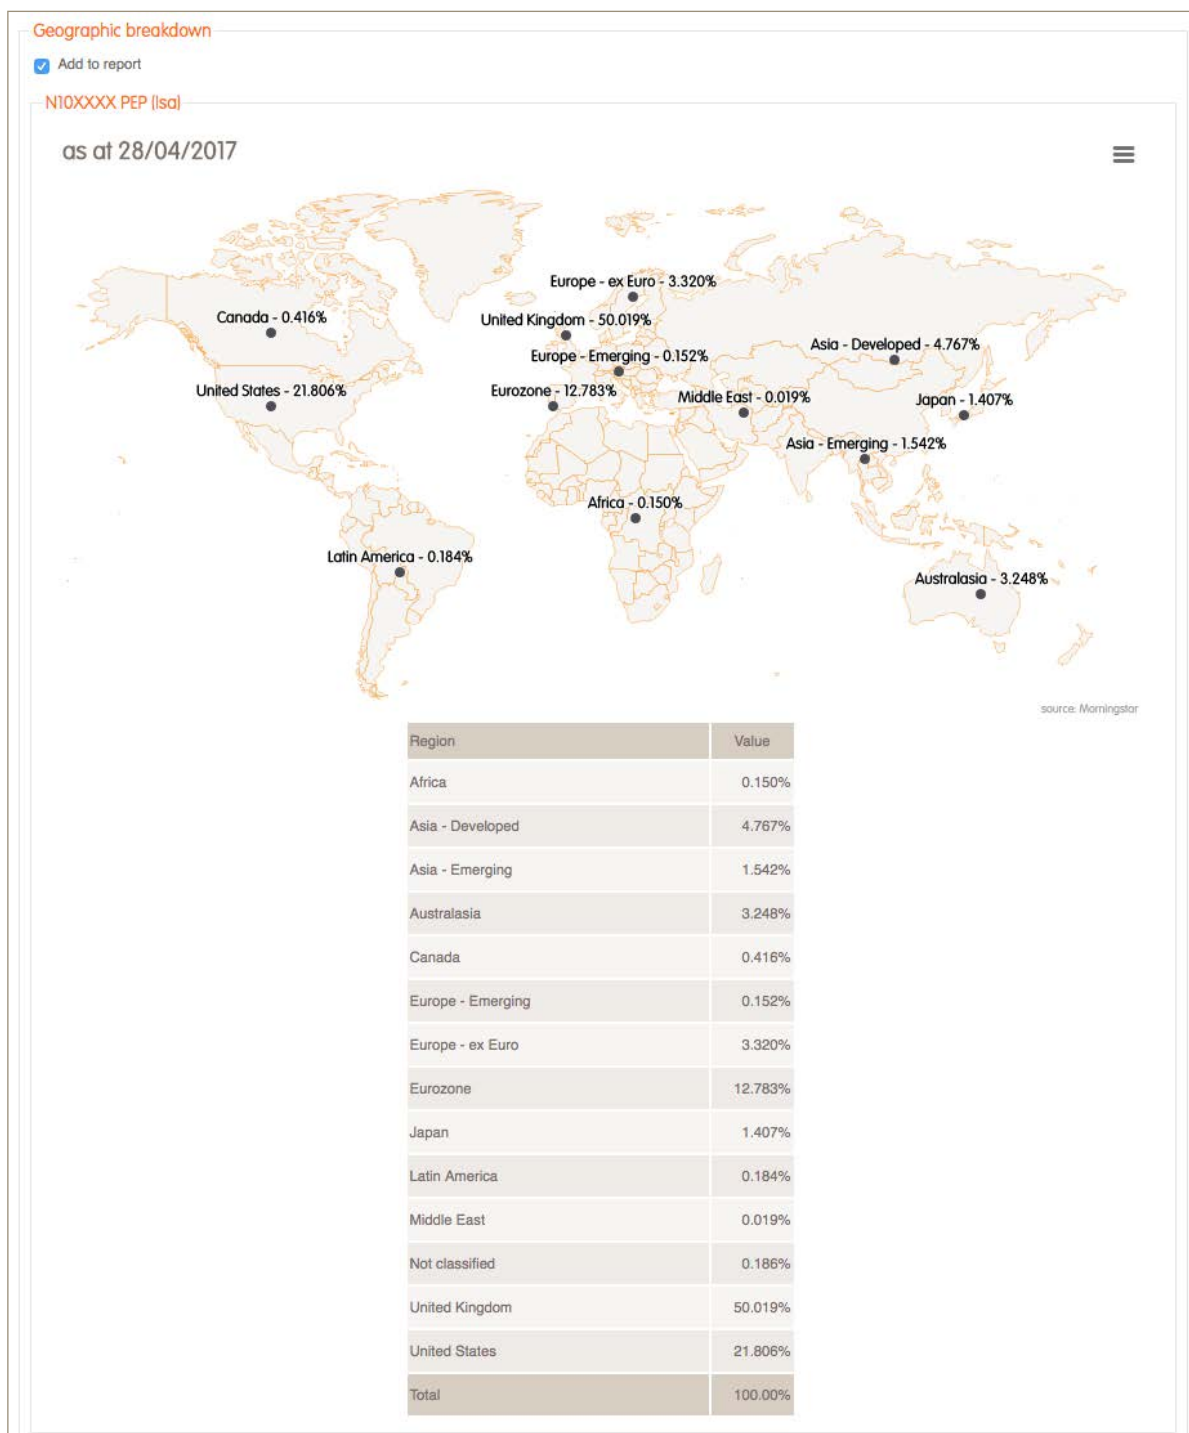 Geographic breakdown
Add to report
N10XXXX PEP (Isa)
as at 28/04/2017
Europe - ex Euro - 3.320%
Canada - 0.416%
United Kingdom - 50.019%
Asia - Developed - 4.767%
Europe - Emerging - 0.152%
United States - 21.806%
Eurozone - 12.783%
Middle East - 0.019%
Japan - 1.407%
Asia - Emerging - 1.542%
Africa - 0.150%
Latin America - 0.184%
Australasia - 3.248%
source: Morningstar
Region Value
Africa 0.150%
Asia - Developed 4.767%
Asia - Emerging 1.542%
Australasia 3.248%
Canada 0.416%
Europe - Emerging 0.152%
Europe - ex Euro 3.320%
Eurozone 12.783%
Japan 1.407%
Latin America 0.184%
Middle East 0.019%
Not classified 0.186%
United Kingdom 50.019%
United States 21.806%
Total 100.00%